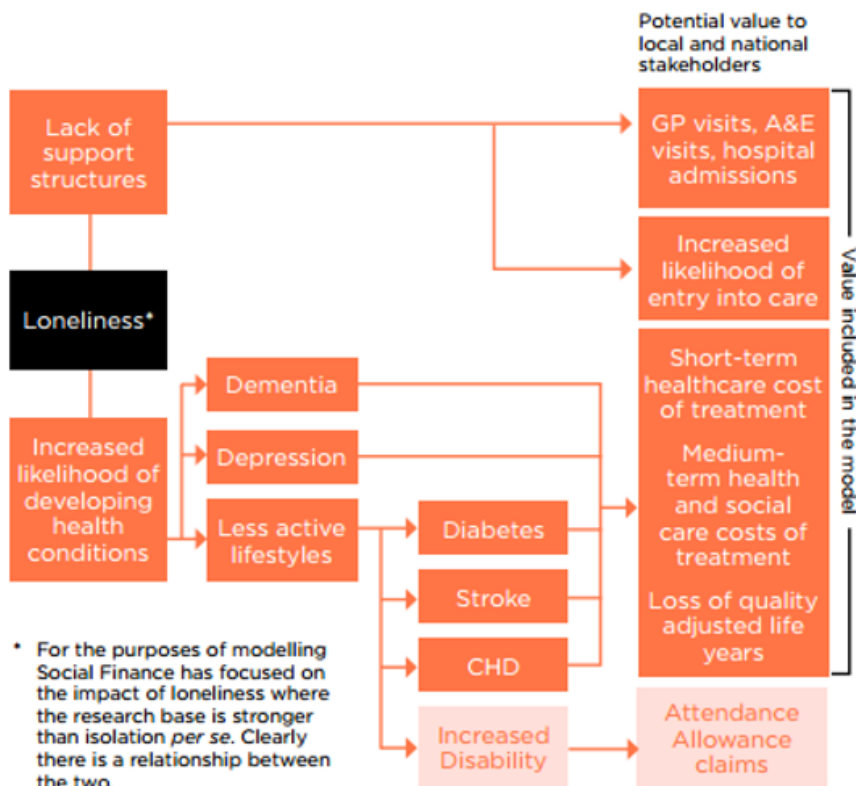 Potential value to
local and national
stakeholders
Lack of
support
structures
GP visits, A&E
visits, hospital
admissions
Increased
likelihood of
entry into care
Loneliness*
Value included in the model
Dementia
Short-term
healthcare cost
of treatment
Increased
likelihood of
developing
health
conditions
Depression
Medium-
term health
and social
care costs of
treatment
Less active
lifestyles
Diabetes
Stroke
Loss of quality
adjusted life
years
CHD
* For the purposes of modelling
Social Finance has focused on
the impact of loneliness where
the research base is stronger
than isolation per se. Clearly
there is a relationship between
the two.
Increased
Disability
Attendance
Allowance
claims